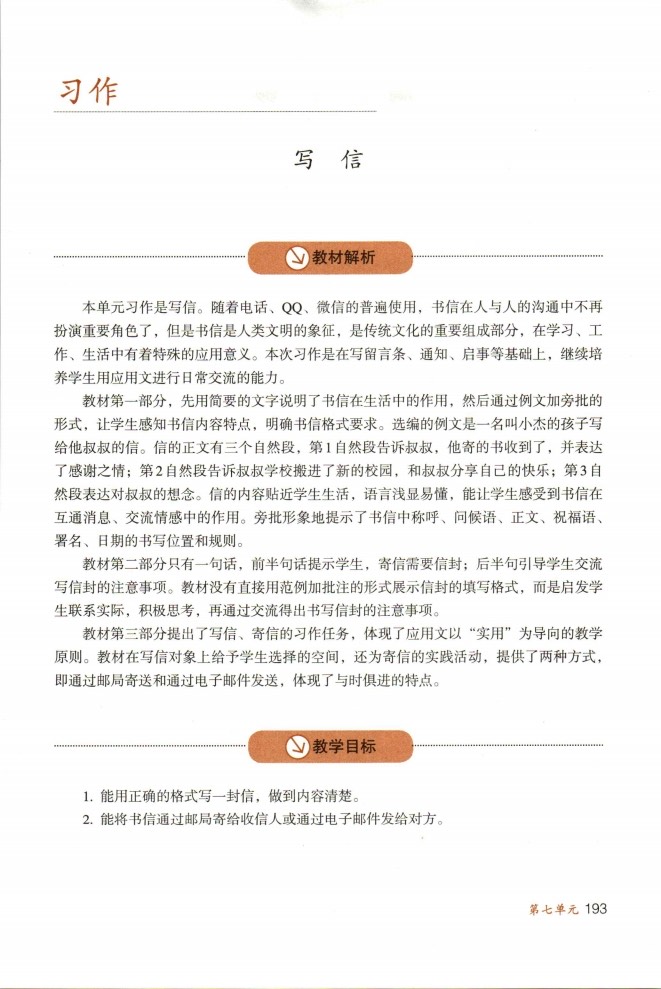 习作
写 信
教材解析
本单元习作是写信。随着电话、QQ、微信的普遍使用，书信在人与人的沟通中不再
扮演重要角色了，但是书信是人类文明的象征，是传统文化的重要组成部分，在学习、工
作、生活中有着特殊的应用意义。本次习作是在写留言条、通知、启事等基础上，继续培
养学生用应用文进行日常交流的能力。
教材第一部分，先用简要的文字说明了书信在生活中的作用，然后通过例文加旁批的
形式，让学生感知书信内容特点，明确书信格式要求。选编的例文是一名叫小杰的孩子写
给他叔叔的信。信的正文有三个自然段，第1自然段告诉叔叔，他寄的书收到了，并表达
了感谢之情；第2自然段告诉叔叔学校搬进了新的校园，和叔叔分享自己的快乐；第3自
然段表达对叔叔的想念。信的内容贴近学生生活，语言浅显易懂，能让学生感受到书信在
互通消息、交流情感中的作用。旁批形象地提示了书信中称呼、问候语、正文、祝福语、
署名、日期的书写位置和规则。
教材第二部分只有一句话，前半句话提示学生，寄信需要信封；后半句引导学生交流
写信封的注意事项。教材没有直接用范例加批注的形式展示信封的填写格式，而是启发学
生联系实际，积极思考，再通过交流得出书写信封的注意事项。
教材第三部分提出了写信、寄信的习作任务，体现了应用文以“实用”为导向的教学
原则。教材在写信对象上给予学生选择的空间，还为寄信的实践活动，提供了两种方式，
即通过邮局寄送和通过电子邮件发送，体现了与时俱进的特点。
教学目标
1. 能用正确的格式写一封信，做到内容清楚。
2. 能将书信通过邮局寄给收信人或通过电子邮件发给对方。
第七单元 193